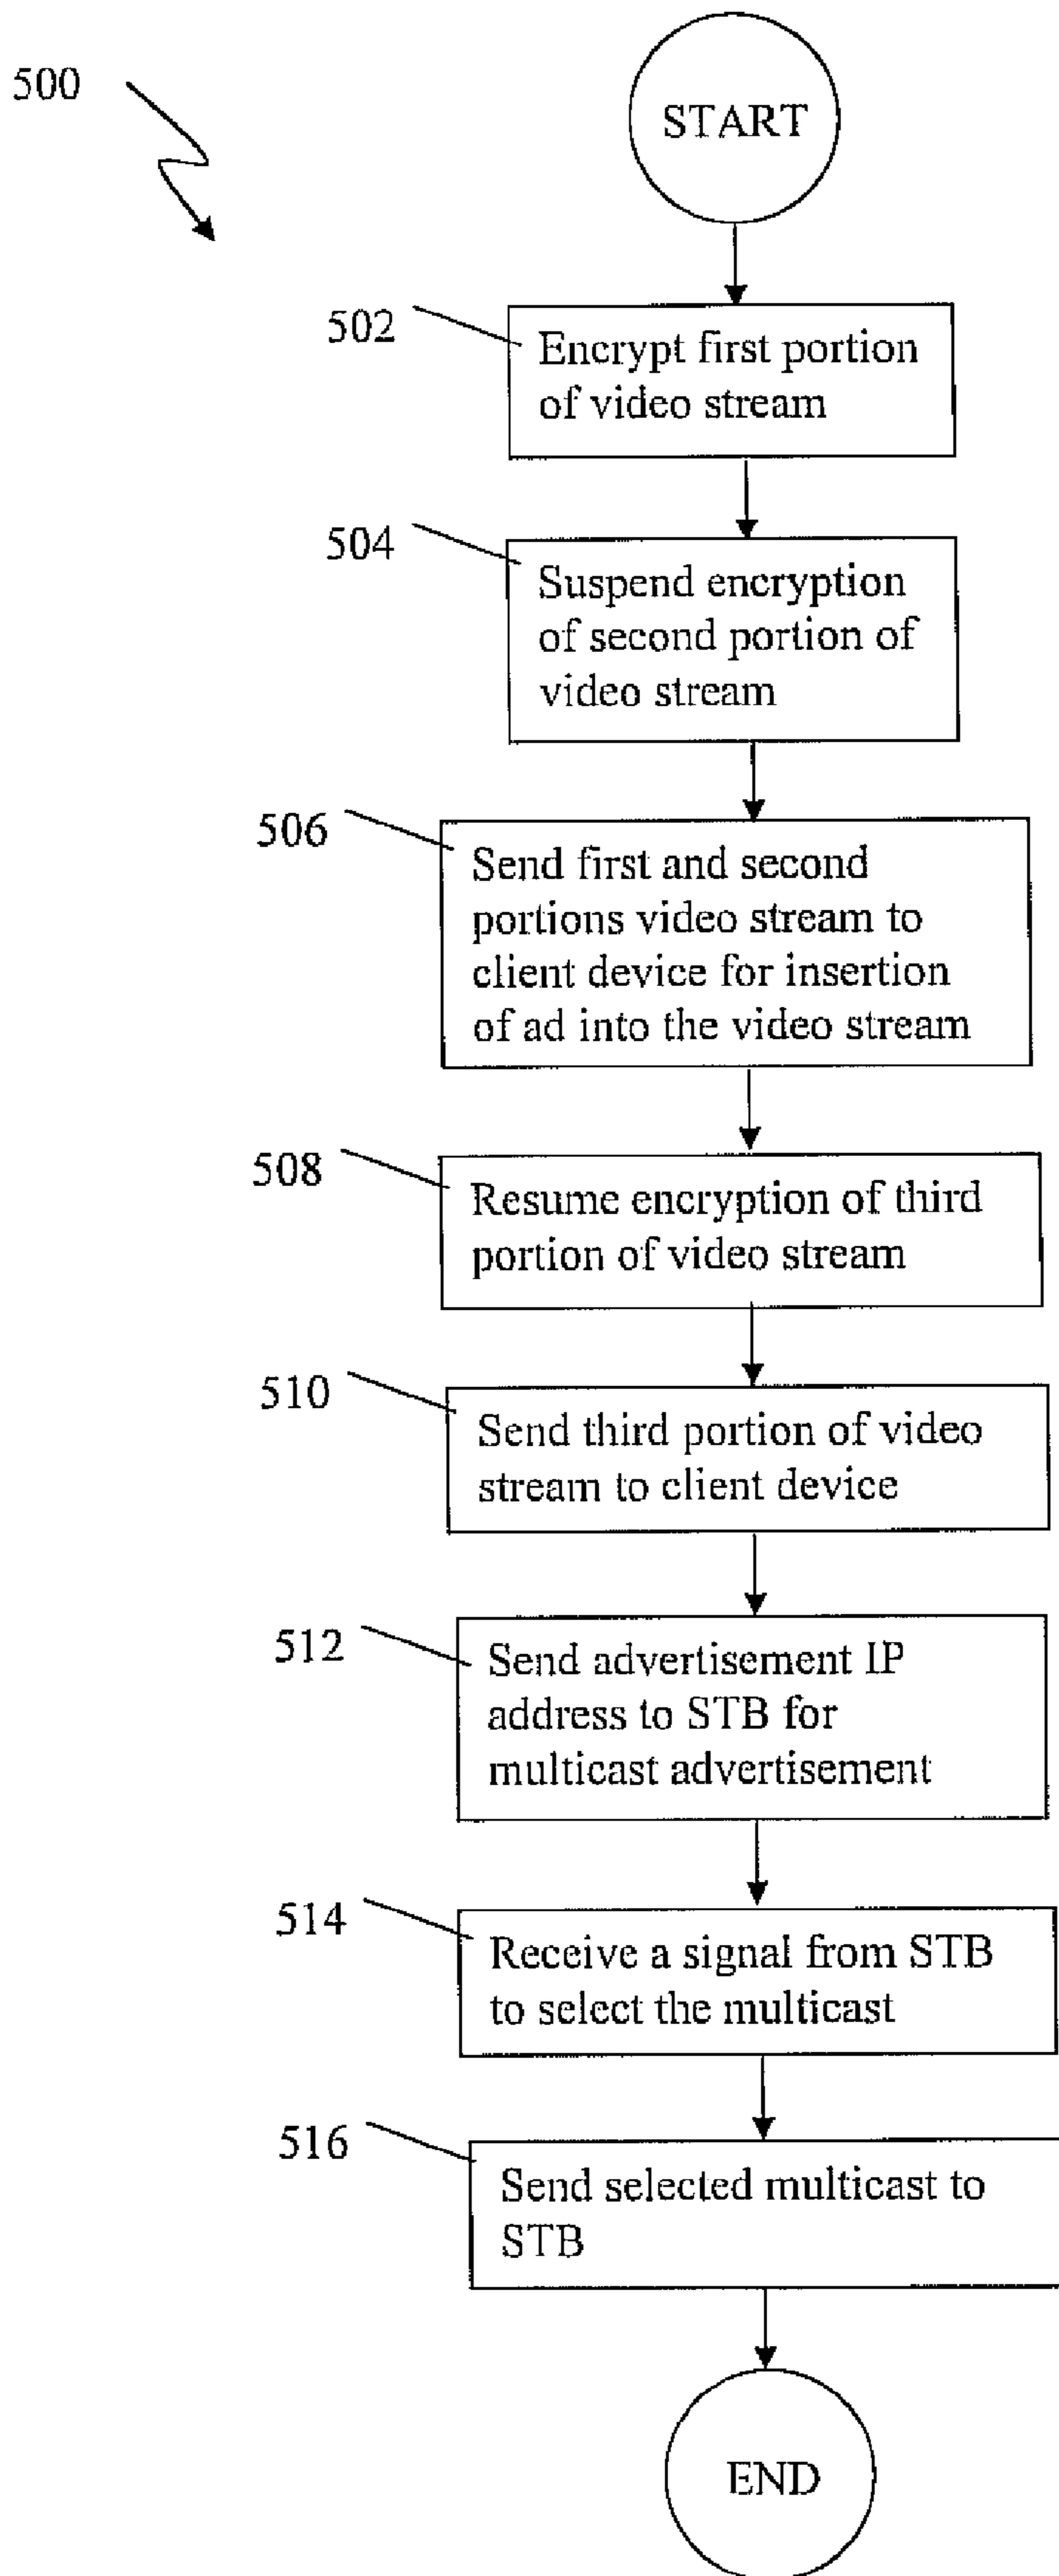 500
START
502
Encrypt first portion
of video stream
504
Suspend encryption
of second portion of
video stream
506
Send first and second
portions video stream to
client device for insertion
of ad into the video stream
508
Resume encryption of third
portion of video stream
510
Send third portion of video
stream to client device
512
Send advertisement IP
address to STB for
multicast advertisement
514
Receive a signal from STB
to select the multicast
516
Send selected multicast to
STB
END